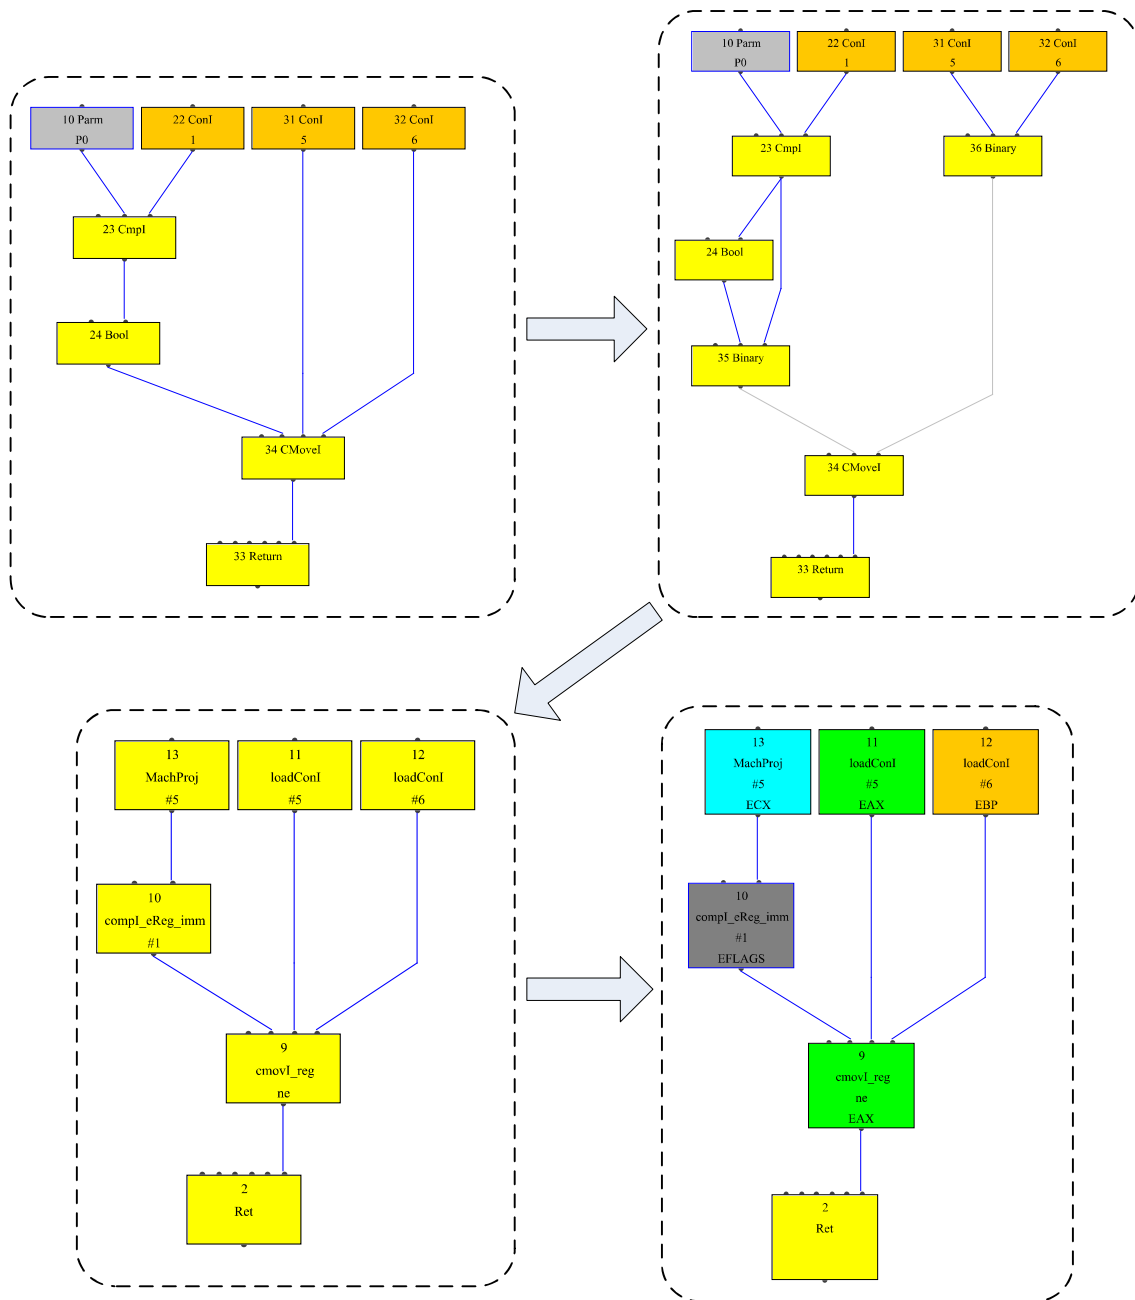 10 Parm
P0
22 ConI
1
31 ConI
5
32 ConI
6
23 CmpI
24 Bool
34 CMoveI
33 Return
10 Parm
P0
22 ConI
1
31 ConI
5
32 ConI
6
23 CmpI
36 Binary
24 Bool
35 Binary
34 CMoveI
33 Return
13
MachProj
#5
11
loadConI
#5
12
loadConI
#6
10
compI_eReg_imm
#1
9
cmovI_reg
ne
2
Ret
13
MachProj
#5
ECX
11
loadConI
#5
EAX
12
loadConI
#6
EBP
10
compI_eReg_imm
#1
EFLAGS
9
cmovI_reg
ne
EAX
2
Ret